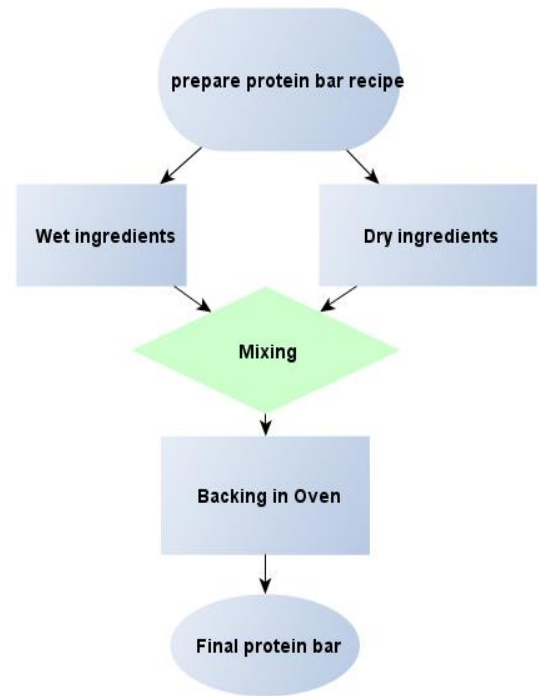 prepare protein bar recipe
Wet ingredients
Dry ingredients
Mixing
Backing in Oven
Final protein bar